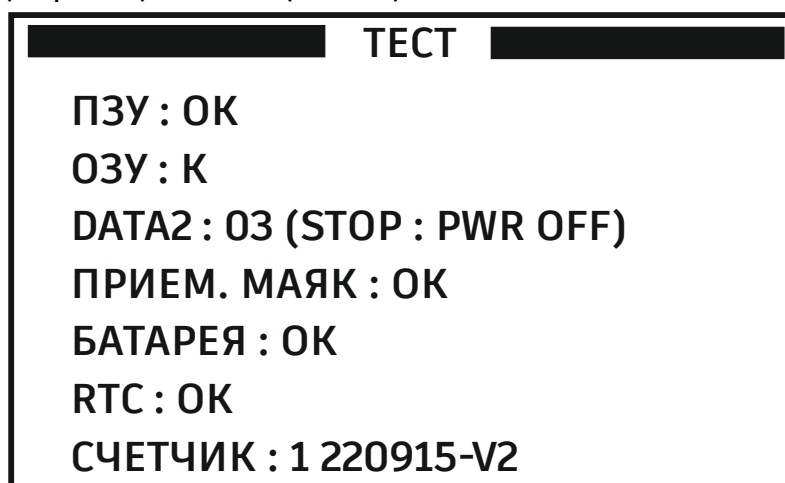 ТЕСТ
ПЗУ : ОК
ОЗУ : К
DATA2 : 03 (STOP : PWR OFF)
ПРИЕМ. МАЯК : ОК
БАТАРЕЯ : ОК
RTC : ОК
СЧЕТЧИК : 1 220915-V2